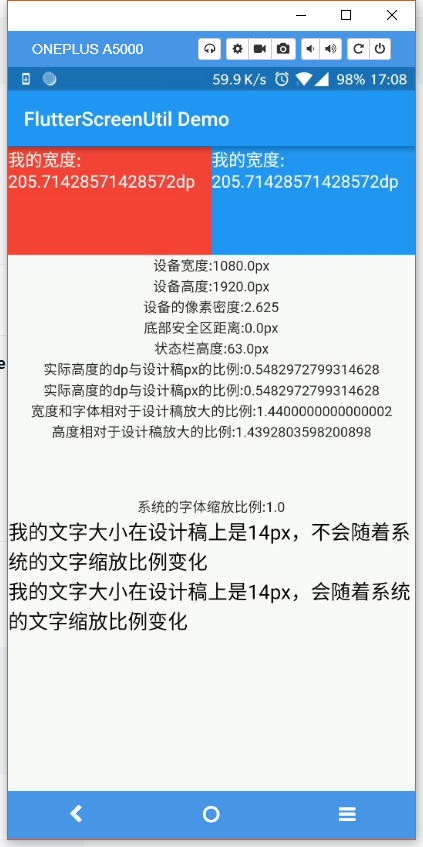 ONEPLUS A5000
59.9 K/s 98% 17:08
FlutterScreenUtil Demo
我的宽度:
205.71428571428572dp
我的宽度:
205.71428571428572dp
设备宽度:1080.0px
设备高度:1920.0px
设备的像素密度:2.625
底部安全区距离:0.0px
状态栏高度:63.0px
实际高度的dp与设计稿px的比例:0.5482972799314628
实际高度的dp与设计稿px的比例:0.5482972799314628
宽度和字体相对于设计稿放大的比例:1.4400000000000002
高度相对于设计稿放大的比例:1.4392803598200898
系统的字体缩放比例:1.0
我的文字大小在设计稿上是14px，不会随着系
统的文字缩放比例变化
我的文字大小在设计稿上是14px，会随着系统
的文字缩放比例变化
e